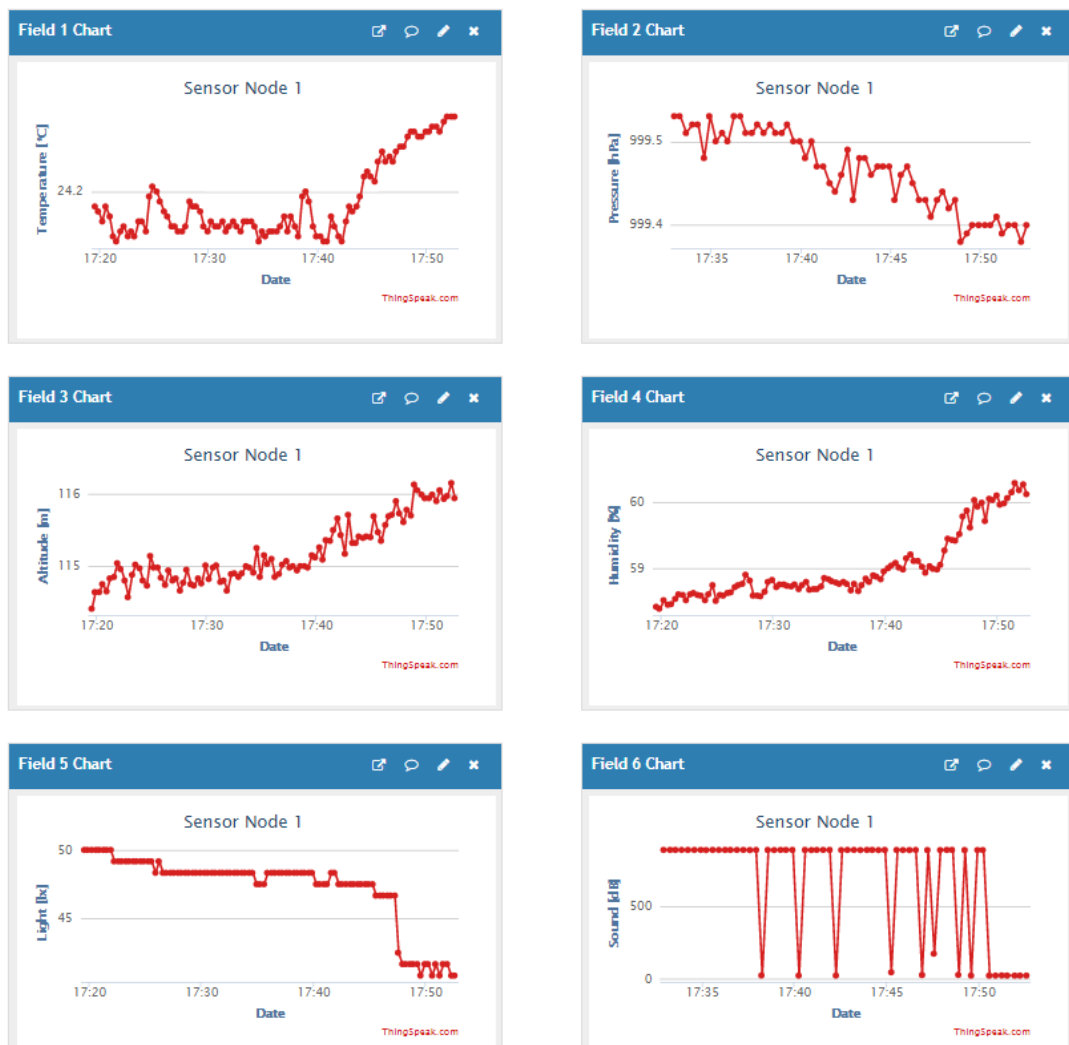 Field 1 Chart
Sensor Node 1
Temperature [°C]
24.2
17:20 17:30 17:40 17:50
Date
ThingSpeak.com
Field 2 Chart
Sensor Node 1
Pressure [hPa]
999.5
999.4
17:35 17:40 17:45 17:50
Date
ThingSpeak.com
Field 3 Chart
Sensor Node 1
Altitude [m]
116
115
17:20 17:30 17:40 17:50
Date
ThingSpeak.com
Field 4 Chart
Sensor Node 1
Humidity [%]
60
59
17:20 17:30 17:40 17:50
Date
ThingSpeak.com
Field 5 Chart
Sensor Node 1
Light [lx]
50
45
17:20 17:30 17:40 17:50
Date
ThingSpeak.com
Field 6 Chart
Sensor Node 1
Sound [dB]
500
0
17:35 17:40 17:45 17:50
Date
ThingSpeak.com